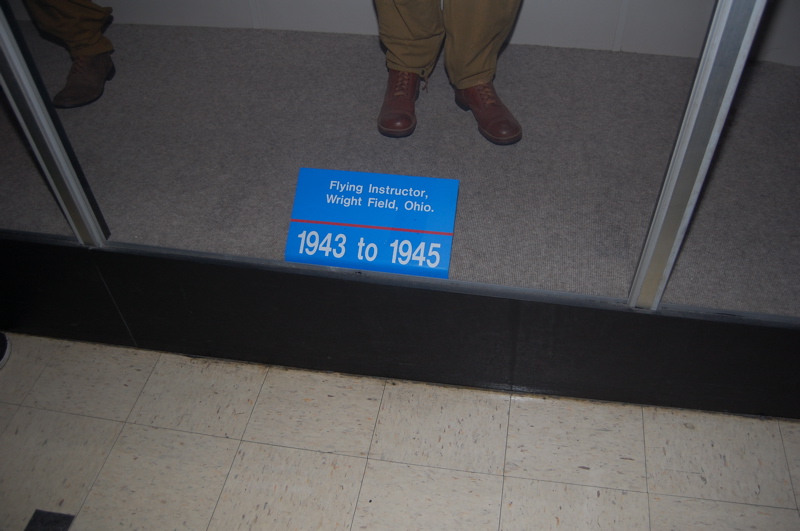 Flying Instructor,
Wright Field, Ohio.
1943 to 1945